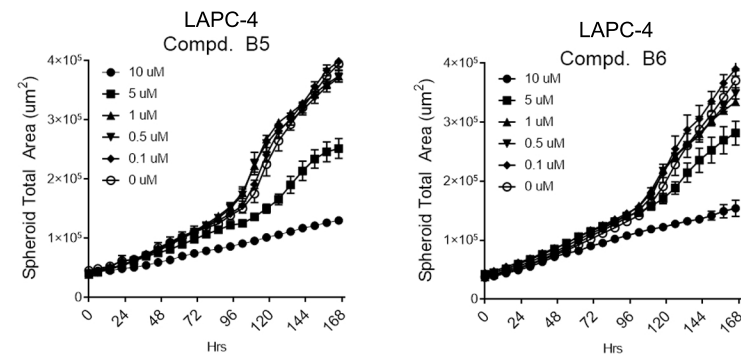 LAPC-4
Compd. B5
Spheroid Total Area (um²)
4×10⁵
3×10⁵
2×10⁵
1×10⁵
0
10 uM
5 uM
1 uM
0.5 uM
0.1 uM
0 uM
0 24 48 72 96 120 144 168
Hrs
LAPC-4
Compd. B6
Spheroid Total Area (um²)
4×10⁵
3×10⁵
2×10⁵
1×10⁵
0
10 uM
5 uM
1 uM
0.5 uM
0.1 uM
0 uM
0 24 48 72 96 120 144 168
Hrs